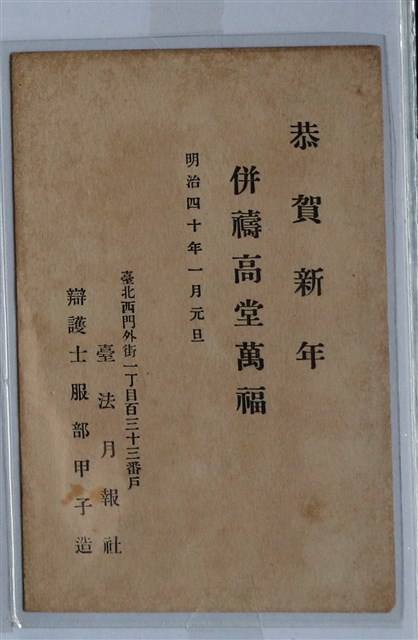 恭賀新年
併禱高堂萬福
明治四十年一月元旦
臺北西門外街一丁目百三十三番戶
臺法月報社
辯護士服部甲子造